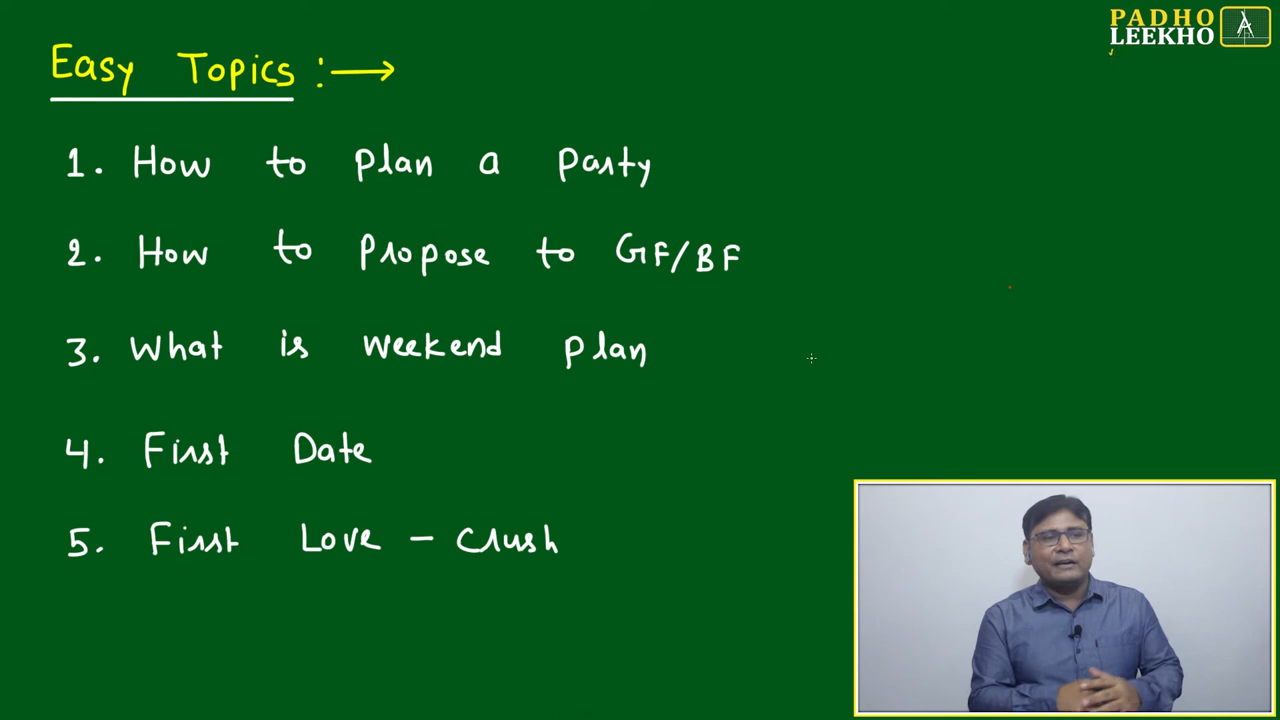 PADHO
LEEKHO
Easy Topics :→
1. How to plan a party
2. How to propose to GF/BF
3. What is weekend plan
4. First Date
5. First Love - Crush